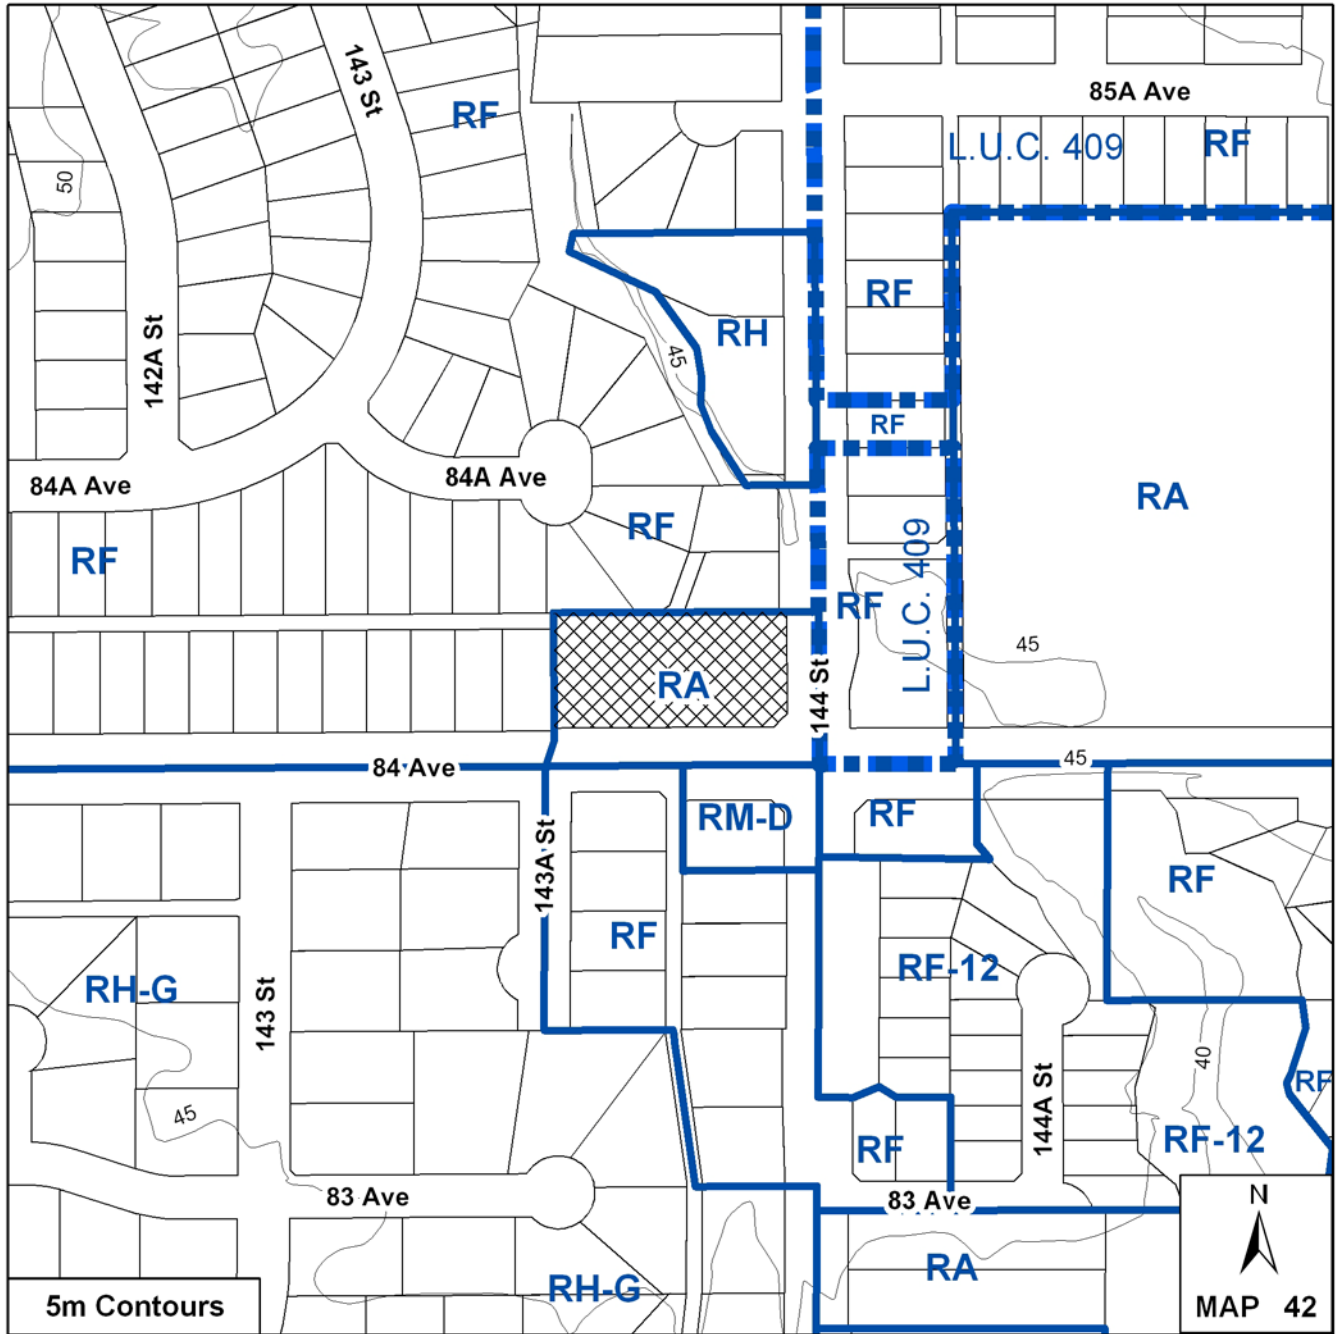 85A Ave
143 St
RF
L.U.C. 409
RF
50
RF
RH
45
142A St
RF
84A Ave
84A Ave
RA
RF
RF
L.U.C. 409
RF
45
RA
144 St
84 Ave
45
RM-D
RF
143A St
RF
RF
RF-12
RH-G
143 St
40
RF
45
144A St
RF-12
RF
83 Ave
83 Ave
RA
RH-G
N
5m Contours
MAP 42